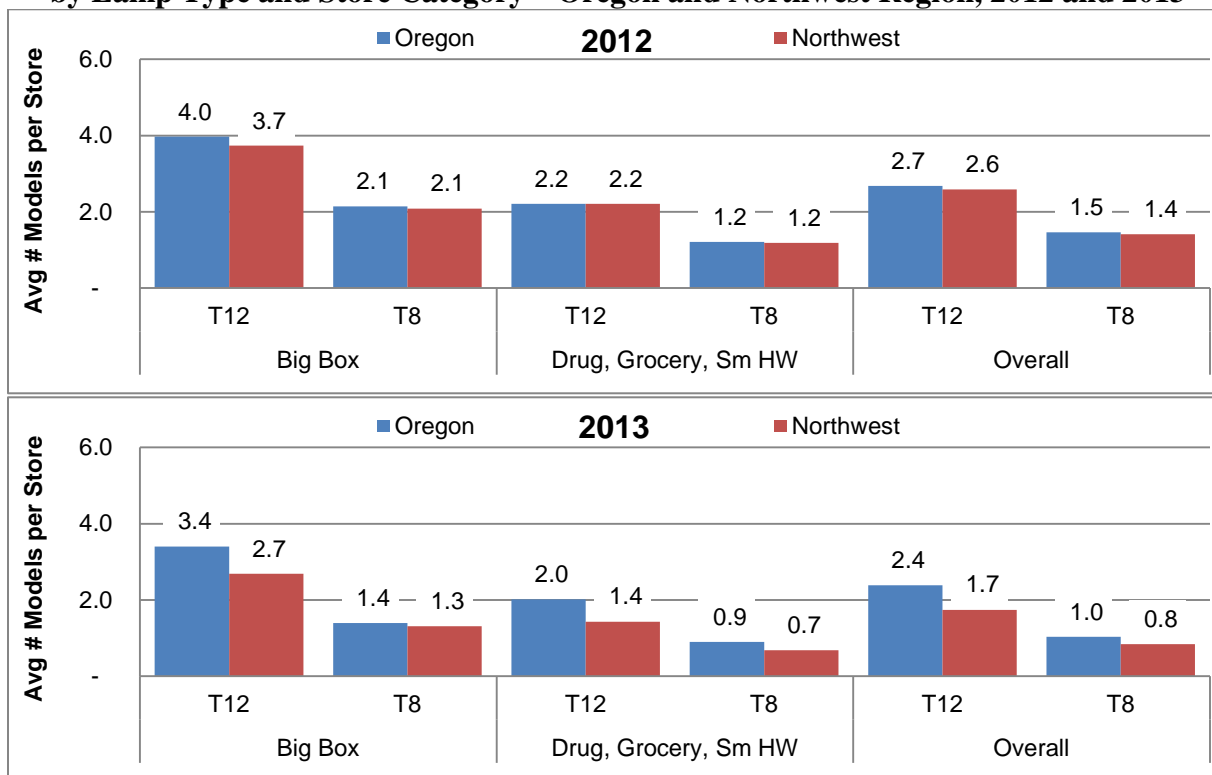 by Lamp Type and Store Category – Oregon and Northwest Region, 2012 and 2013
Oregon 2012 Northwest
Avg # Models per Store
6.0
4.0
2.0
-
4.0 3.7 2.1 2.1 2.2 2.2 1.2 1.2 2.7 2.6 1.5 1.4
T12 T8 T12 T8 T12 T8
Big Box Drug, Grocery, Sm HW Overall
Oregon 2013 Northwest
Avg # Models per Store
6.0
4.0
2.0
-
3.4 2.7 1.4 1.3 2.0 1.4 0.9 0.7 2.4 1.7 1.0 0.8
T12 T8 T12 T8 T12 T8
Big Box Drug, Grocery, Sm HW Overall